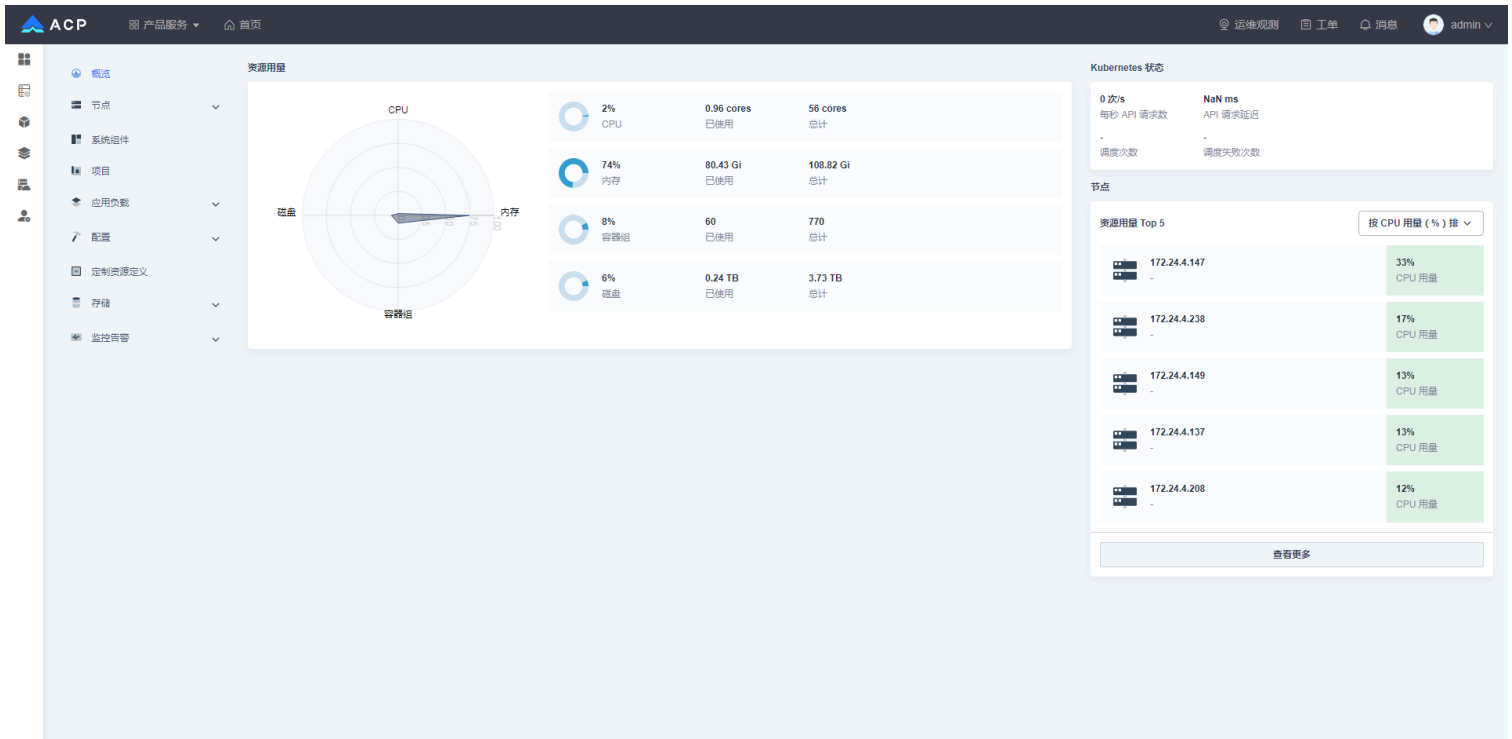 ACP
产品服务
首页
运维观测
工单
消息
admin
概览
节点
系统组件
项目
应用负载
配置
定制资源定义
存储
监控告警
资源用量
CPU
内存
容器组
磁盘
75
100
2%
CPU
0.96 cores
已使用
56 cores
总计
74%
内存
80.43 Gi
已使用
108.82 Gi
总计
8%
容器组
60
已使用
770
总计
6%
磁盘
0.24 TB
已使用
3.73 TB
总计
Kubernetes 状态
0 次/s
每秒 API 请求数
NaN ms
API 请求延迟
-
调度次数
-
调度失败次数
节点
资源用量 Top 5
按 CPU 用量 ( % ) 排
172.24.4.147
-
33%
CPU 用量
172.24.4.238
-
17%
CPU 用量
172.24.4.149
-
13%
CPU 用量
172.24.4.137
-
13%
CPU 用量
172.24.4.208
-
12%
CPU 用量
查看更多